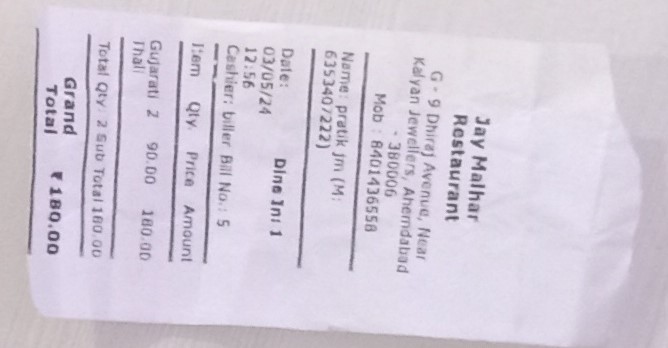 Jay Malhar
Restaurant
G - 9 Dhiraj Avenue, Near
Kalyan Jewellers, Ahemdabad
- 380006
Mob : 8401436558
Name: pratik jm (M:
6353407222)
Date:
03/05/24 Dine In: 1
12:56
Cashier: biller Bill No.: 5
Item Qty. Price Amount
Gujarati 2 90.00 180.00
Thali
Total Qty: 2 Sub Total 180.00
Grand
Total ₹180.00